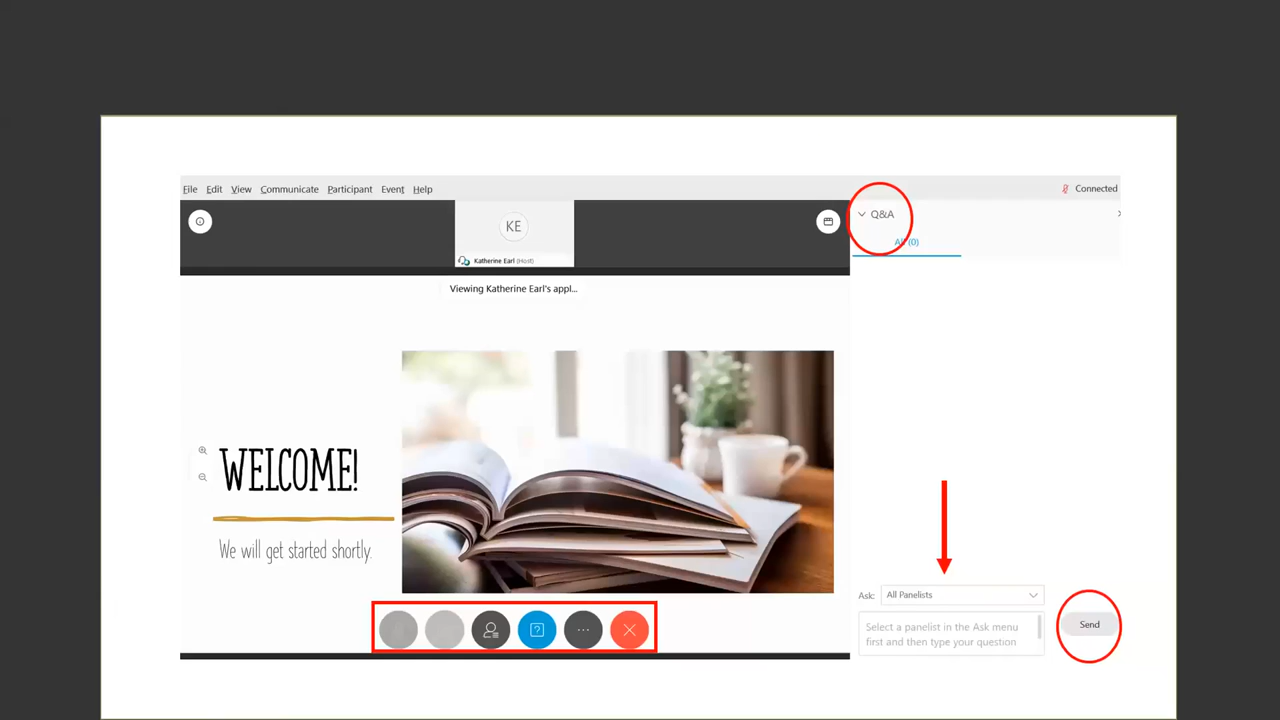 File Edit View Communicate Participant Event Help
Connected
Q&A
All (0)
KE
Katherine Earl (Host)
Viewing Katherine Earl's appl...
WELCOME!
We will get started shortly.
Ask: All Panelists
Select a panelist in the Ask menu
first and then type your question
Send